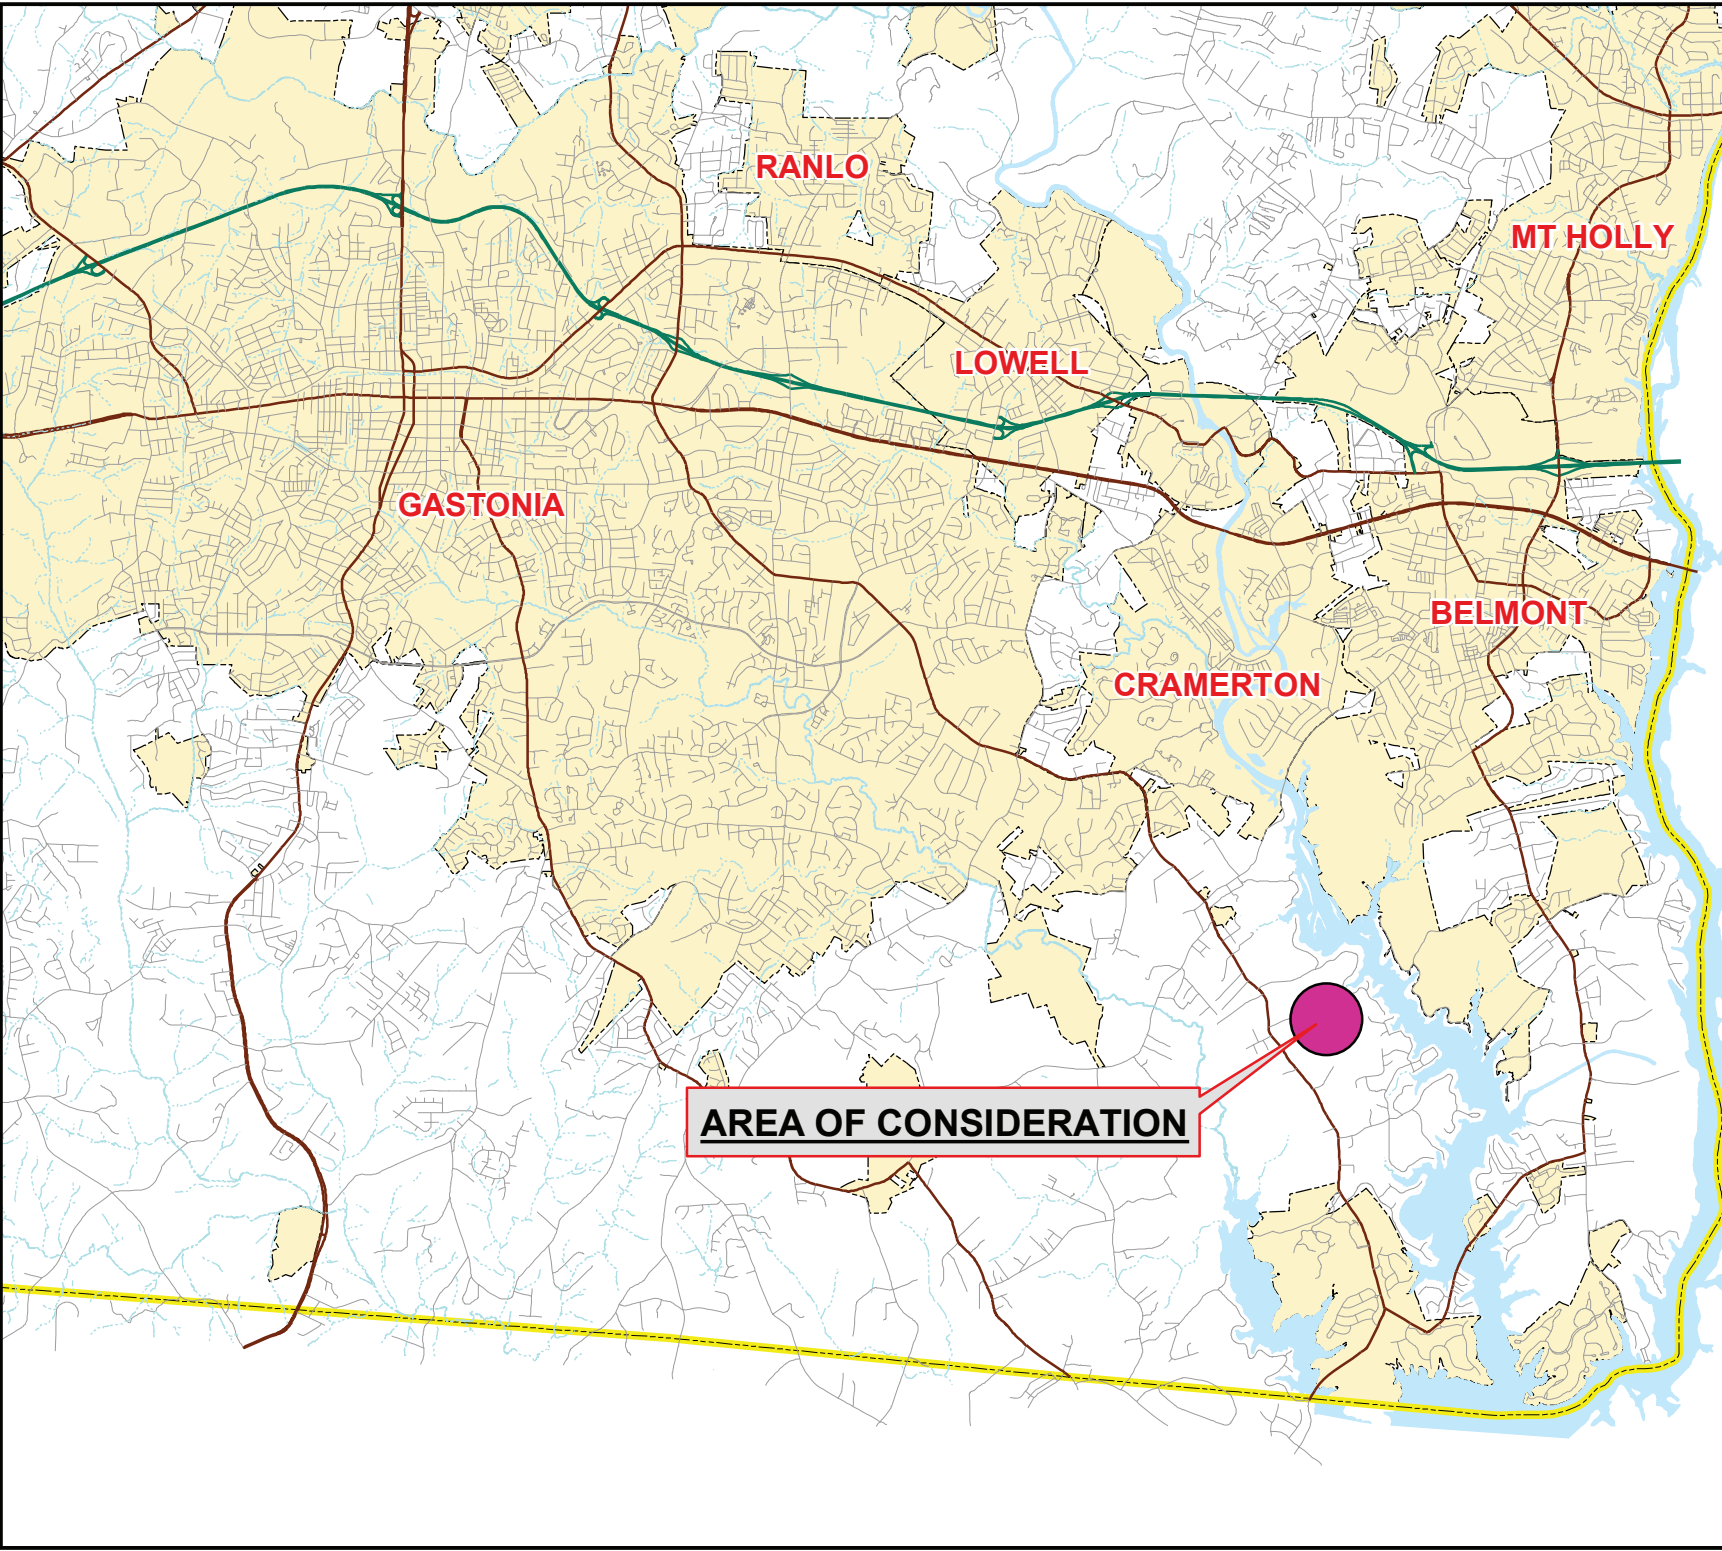 RANLO
MT HOLLY
LOWELL
GASTONIA
BELMONT
CRAMERTON
AREA OF CONSIDERATION